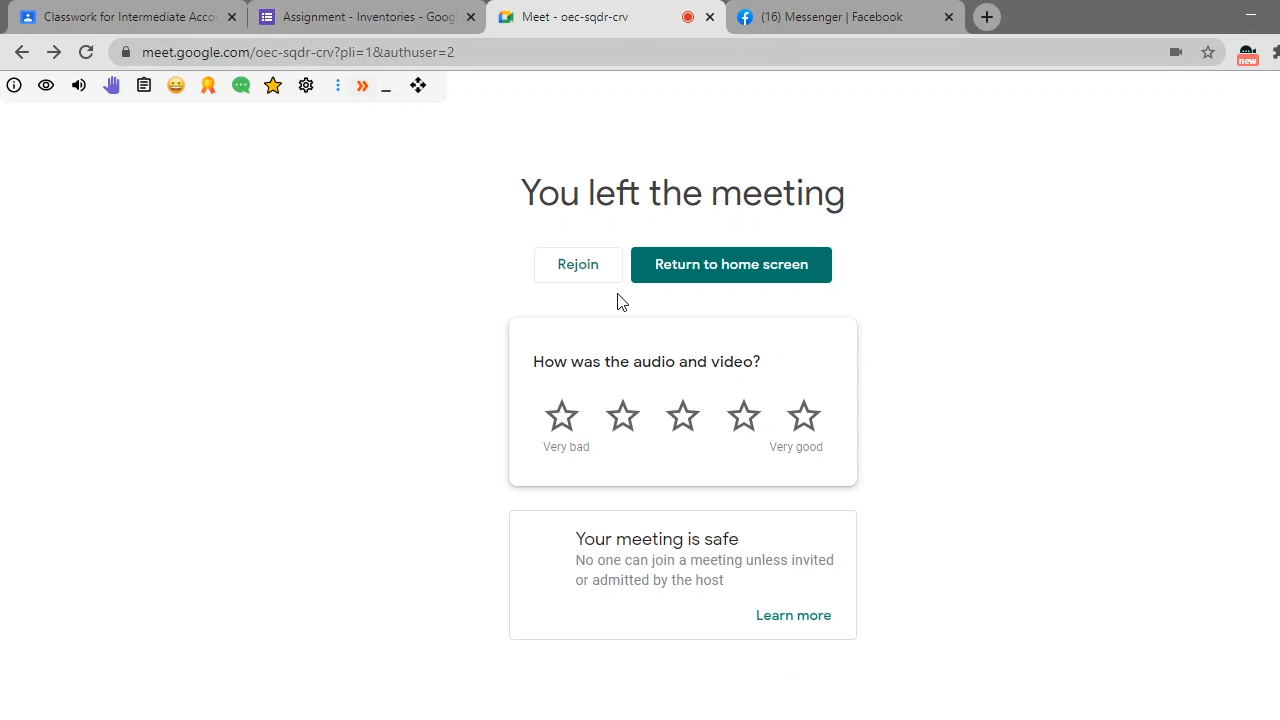 Classwork for Intermediate Accou
Assignment - Inventories - Googl
Meet - oec-sqdr-crv
(16) Messenger | Facebook
meet.google.com/oec-sqdr-crv?pli=1&authuser=2
new
You left the meeting
Rejoin
Return to home screen
How was the audio and video?
Very bad
Very good
Your meeting is safe
No one can join a meeting unless invited
or admitted by the host
Learn more